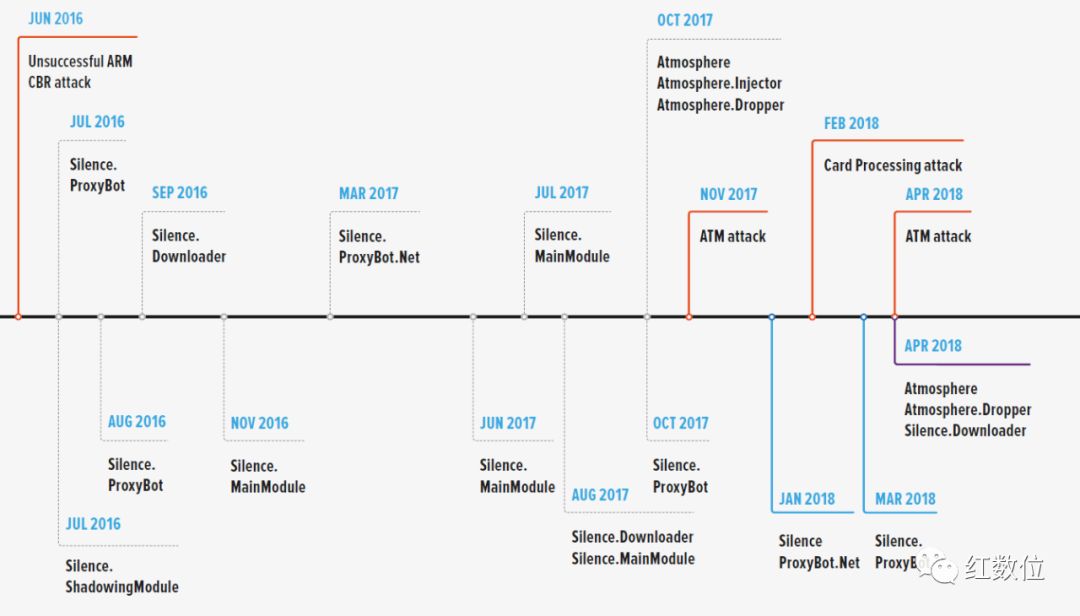 JUN 2016
Unsuccessful ARM
CBR attack
JUL 2016
Silence.
ProxyBot
SEP 2016
Silence.
Downloader
MAR 2017
Silence.
ProxyBot.Net
JUL 2017
Silence.
MainModule
OCT 2017
Atmosphere
Atmosphere.Injector
Atmosphere.Dropper
NOV 2017
ATM attack
FEB 2018
Card Processing attack
APR 2018
ATM attack
JUL 2016
Silence.
ShadowingModule
AUG 2016
Silence.
ProxyBot
NOV 2016
Silence.
MainModule
JUN 2017
Silence.
MainModule
AUG 2017
Silence.Downloader
Silence.MainModule
OCT 2017
Silence.
ProxyBot
JAN 2018
Silence
ProxyBot.Net
MAR 2018
Silence.
APR 2018
Atmosphere
Atmosphere.Dropper
Silence.Downloader
红数位